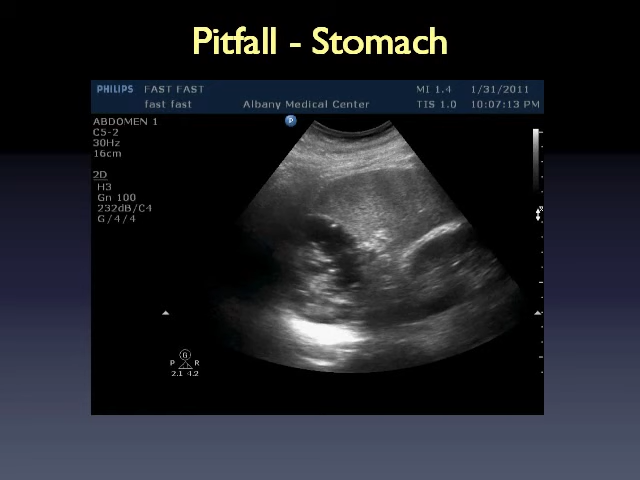 Pitfall - Stomach
PHILIPS FAST FAST MI 1.4 1/31/2011
fast fast Albany Medical Center TIS 1.0 10:07:13 PM
P
ABDOMEN 1
C5-2
30Hz
16cm
2D
H3
Gn 100
232dB/C4
G/4/4
G
P R
2.1 4.2